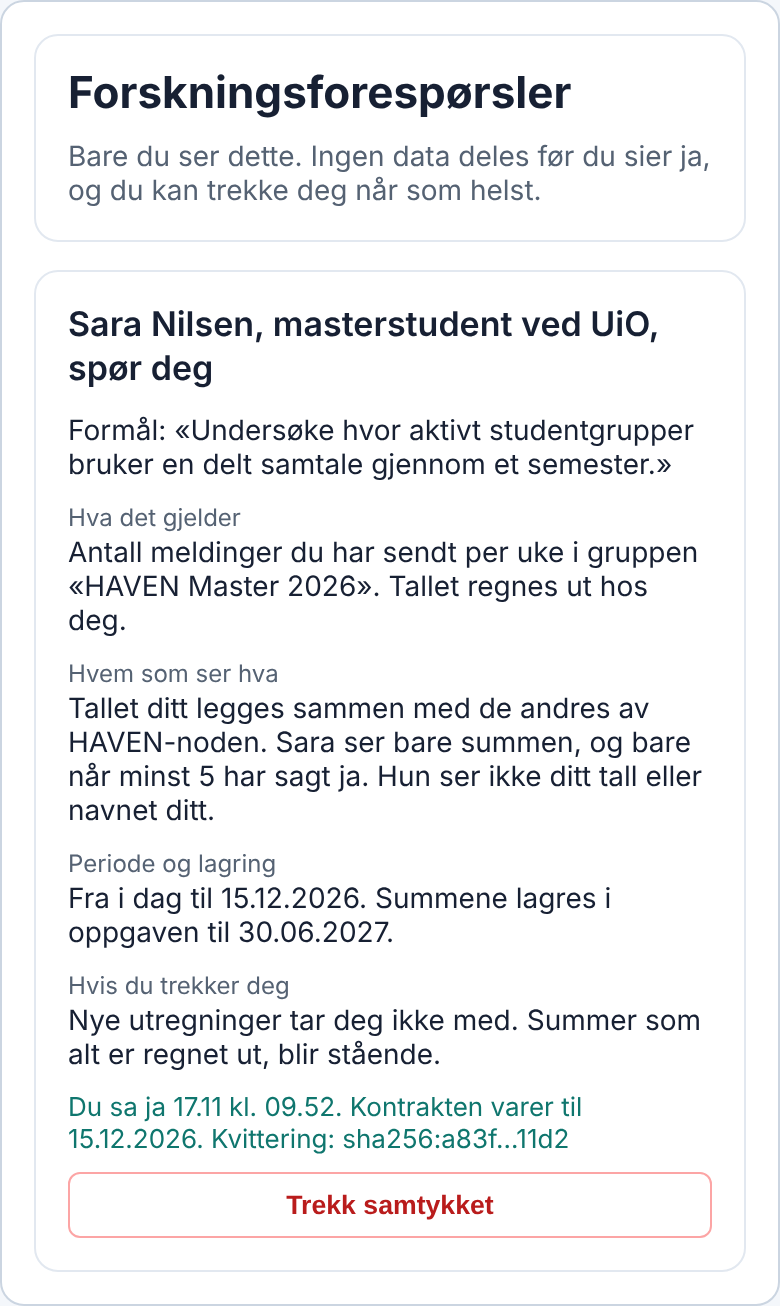 Forskningsforespørsler
Bare du ser dette. Ingen data deles før du sier ja,
og du kan trekke deg når som helst.
Sara Nilsen, masterstudent ved UiO,
spør deg
Formål: «Undersøke hvor aktivt studentgrupper
bruker en delt samtale gjennom et semester.»
Hva det gjelder
Antall meldinger du har sendt per uke i gruppen
«HAVEN Master 2026». Tallet regnes ut hos
deg.
Hvem som ser hva
Tallet ditt legges sammen med de andres av
HAVEN-noden. Sara ser bare summen, og bare
når minst 5 har sagt ja. Hun ser ikke ditt tall eller
navnet ditt.
Periode og lagring
Fra i dag til 15.12.2026. Summene lagres i
oppgaven til 30.06.2027.
Hvis du trekker deg
Nye utregninger tar deg ikke med. Summer som
alt er regnet ut, blir stående.
Du sa ja 17.11 kl. 09.52. Kontrakten varer til
15.12.2026. Kvittering: sha256:a83f…11d2
Trekk samtykket